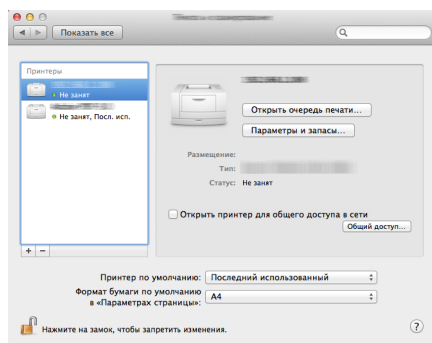 Показать все
Принтеры
Не занят
Не занят, Посл. исп.
Открыть очередь печати...
Параметры и запасы...
Размещение:
Тип:
Статус: Не занят
Открыть принтер для общего доступа в сети
Общий доступ...
+ −
Принтер по умолчанию: Последний использованный
Формат бумаги по умолчанию
в «Параметрах страницы»: A4
Нажмите на замок, чтобы запретить изменения.
?